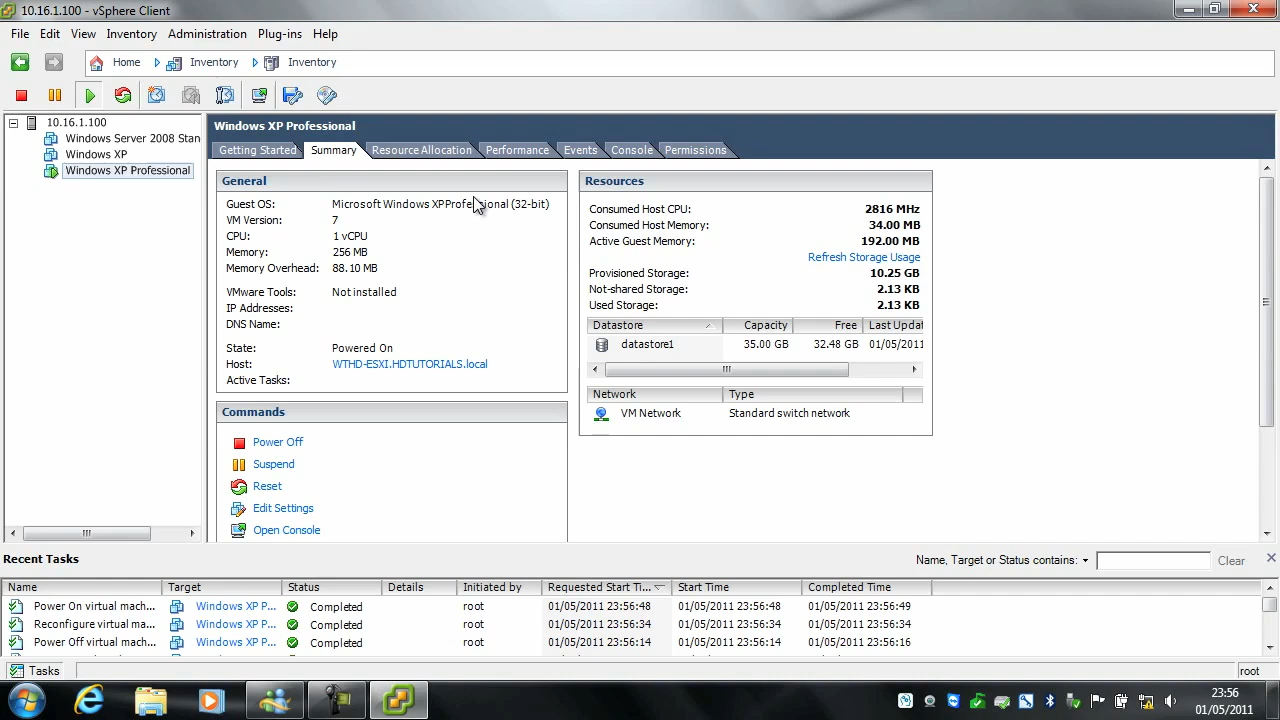 10.16.1.100 - vSphere Client
File Edit View Inventory Administration Plug-ins Help
Home Inventory Inventory
10.16.1.100
Windows Server 2008 Stan
Windows XP
Windows XP Professional
Windows XP Professional
Getting Started Summary Resource Allocation Performance Events Console Permissions
General
Guest OS: Microsoft Windows XP Professional (32-bit)
VM Version: 7
CPU: 1 vCPU
Memory: 256 MB
Memory Overhead: 88.10 MB
VMware Tools: Not installed
IP Addresses:
DNS Name:
State: Powered On
Host: WTHD-ESXI.HDTUTORIALS.local
Active Tasks:
Commands
Power Off
Suspend
Reset
Edit Settings
Open Console
Resources
Consumed Host CPU: 2816 MHz
Consumed Host Memory: 34.00 MB
Active Guest Memory: 192.00 MB
Refresh Storage Usage
Provisioned Storage: 10.25 GB
Not-shared Storage: 2.13 KB
Used Storage: 2.13 KB
Datastore Capacity Free Last Updat
datastore1 35.00 GB 32.48 GB 01/05/2011
Network Type
VM Network Standard switch network
Recent Tasks Name, Target or Status contains: Clear
Name Target Status Details Initiated by Requested Start Ti... Start Time Completed Time
Power On virtual mach... Windows XP P... Completed root 01/05/2011 23:56:48 01/05/2011 23:56:48 01/05/2011 23:56:49
Reconfigure virtual ma... Windows XP P... Completed root 01/05/2011 23:56:34 01/05/2011 23:56:34 01/05/2011 23:56:34
Power Off virtual mach... Windows XP P... Completed root 01/05/2011 23:56:14 01/05/2011 23:56:14 01/05/2011 23:56:16
Tasks root
23:56
01/05/2011